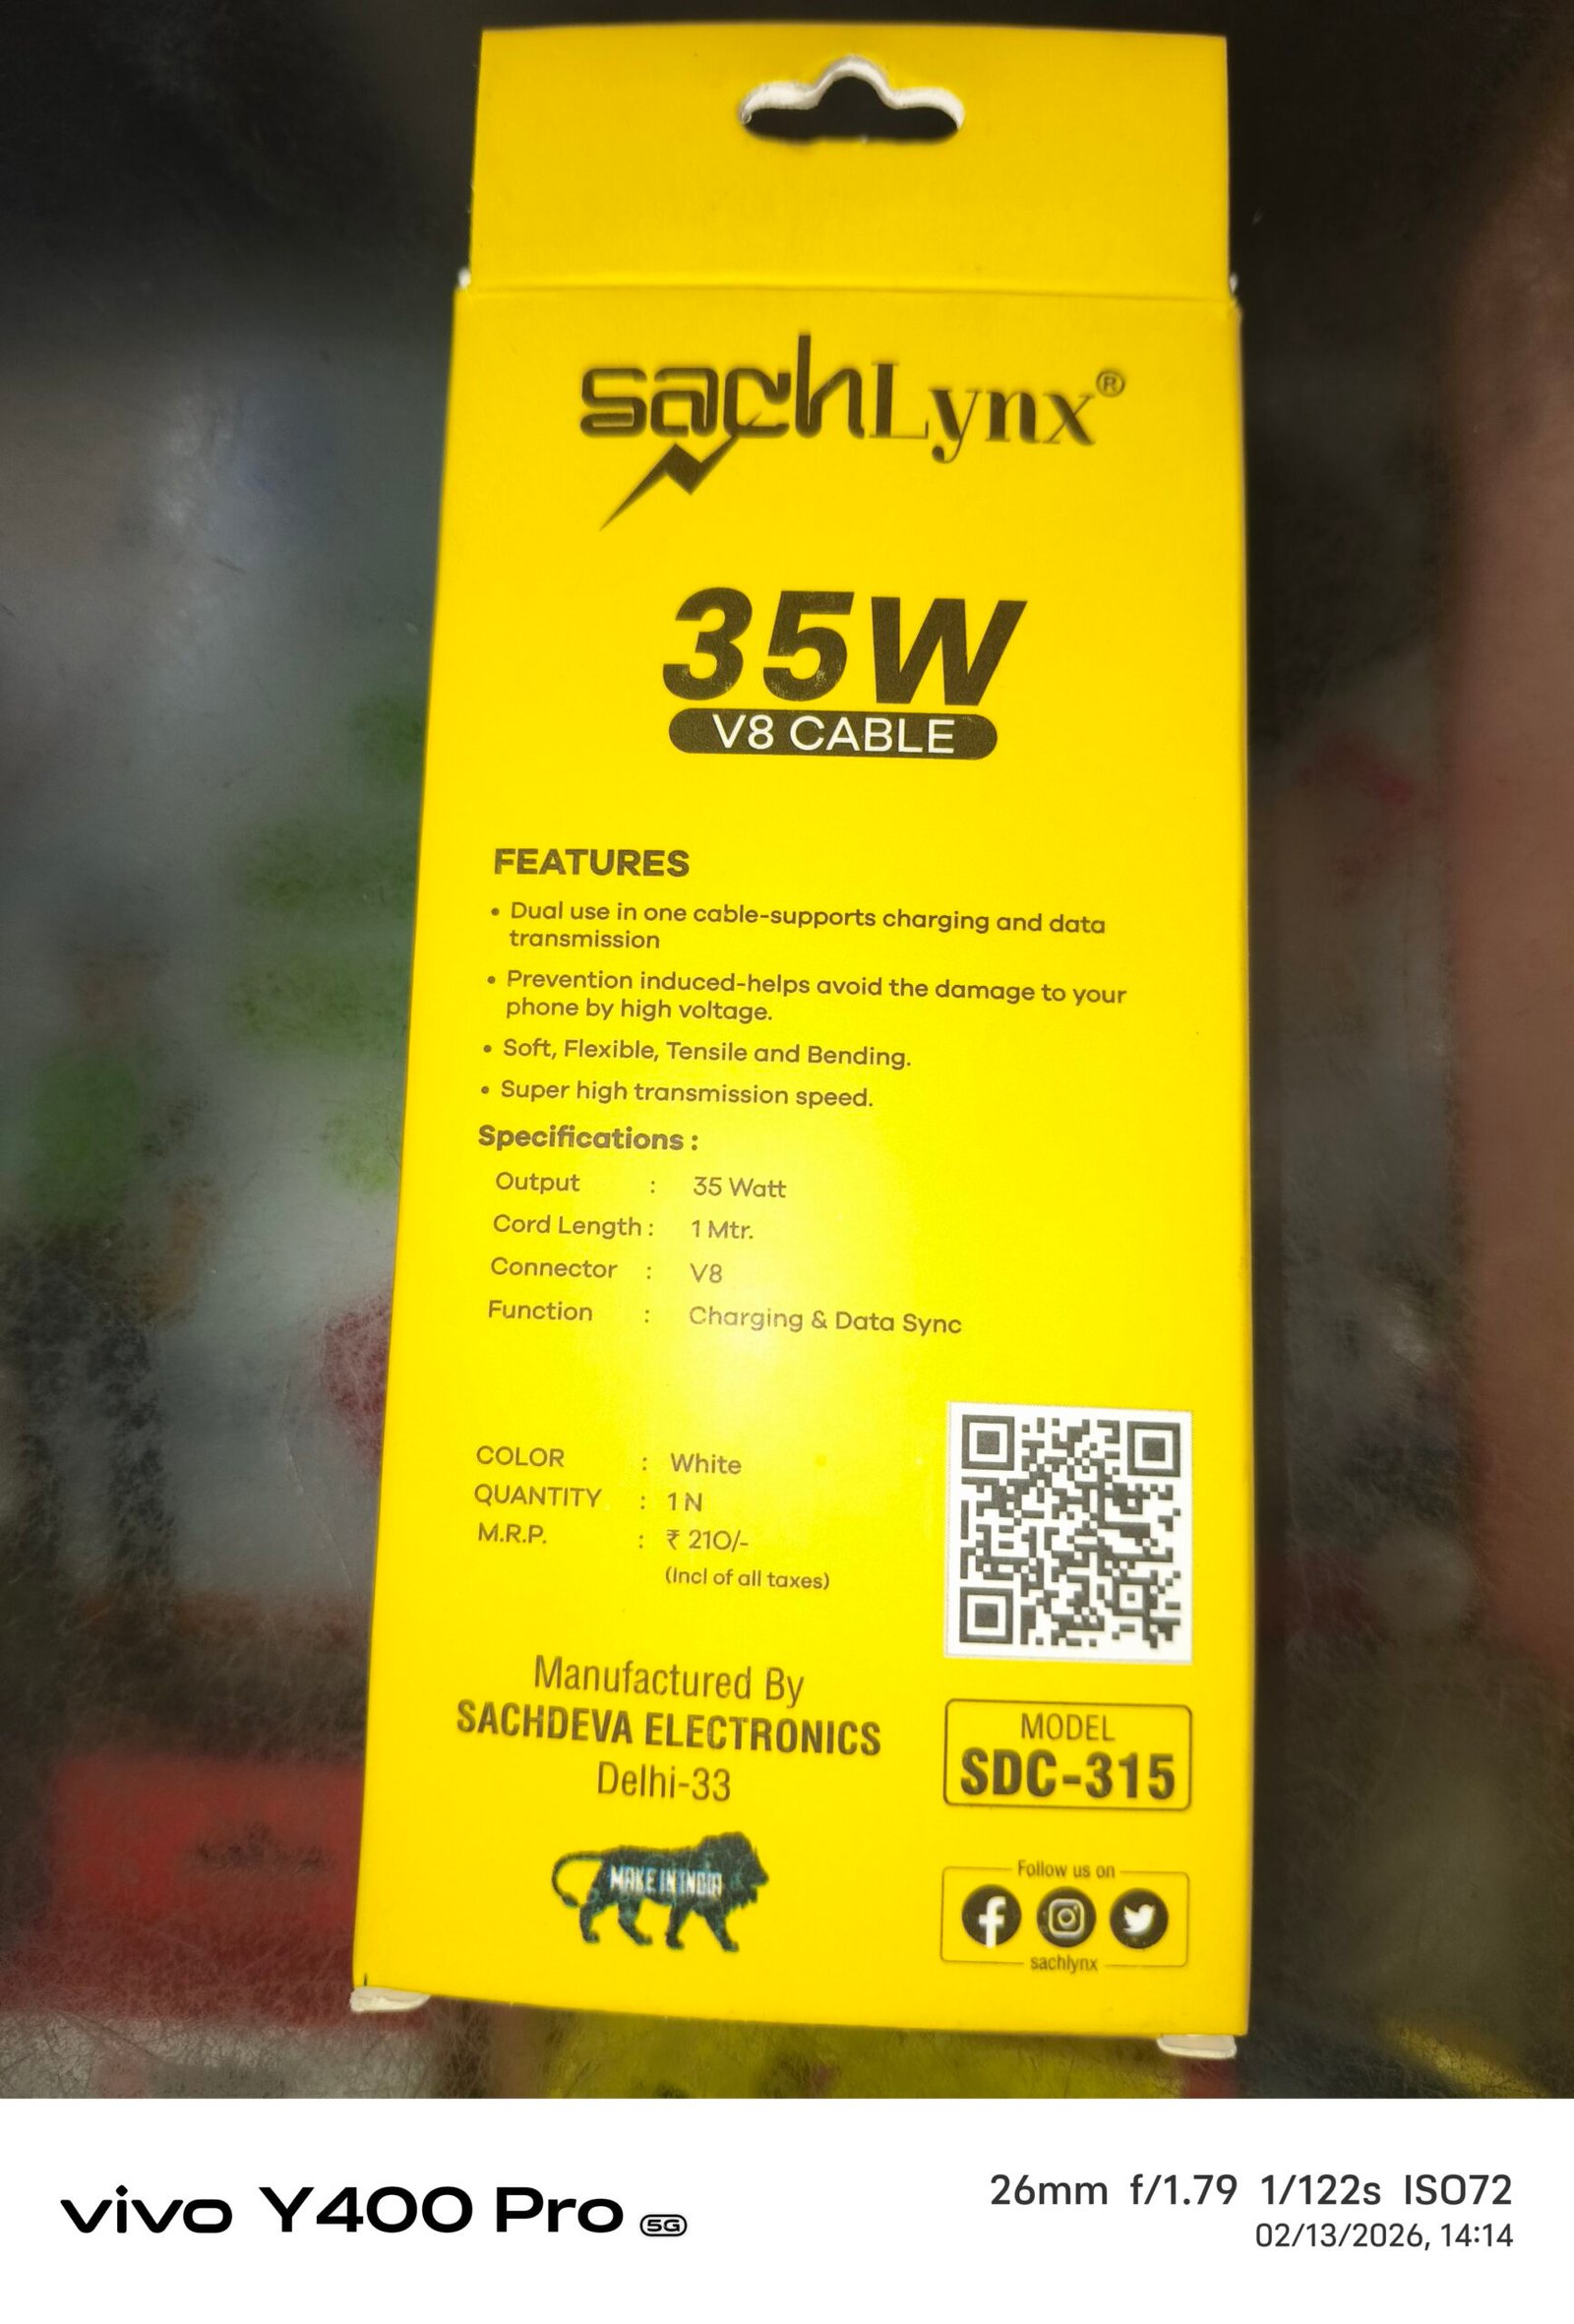 sachLynx®
35W
V8 CABLE
FEATURES
• Dual use in one cable-supports charging and data
transmission
• Prevention induced-helps avoid the damage to your
phone by high voltage.
• Soft, Flexible, Tensile and Bending.
• Super high transmission speed.
Specifications :
Output : 35 Watt
Cord Length : 1 Mtr.
Connector : V8
Function : Charging & Data Sync
COLOR : White
QUANTITY : 1 N
M.R.P. : ₹ 210/-
(Incl of all taxes)
Manufactured By
SACHDEVA ELECTRONICS
Delhi-33
MAKE IN INDIA
MODEL
SDC-315
Follow us on
sachlynx
vivo Y400 Pro 5G
26mm f/1.79 1/122s ISO72
02/13/2026, 14:14